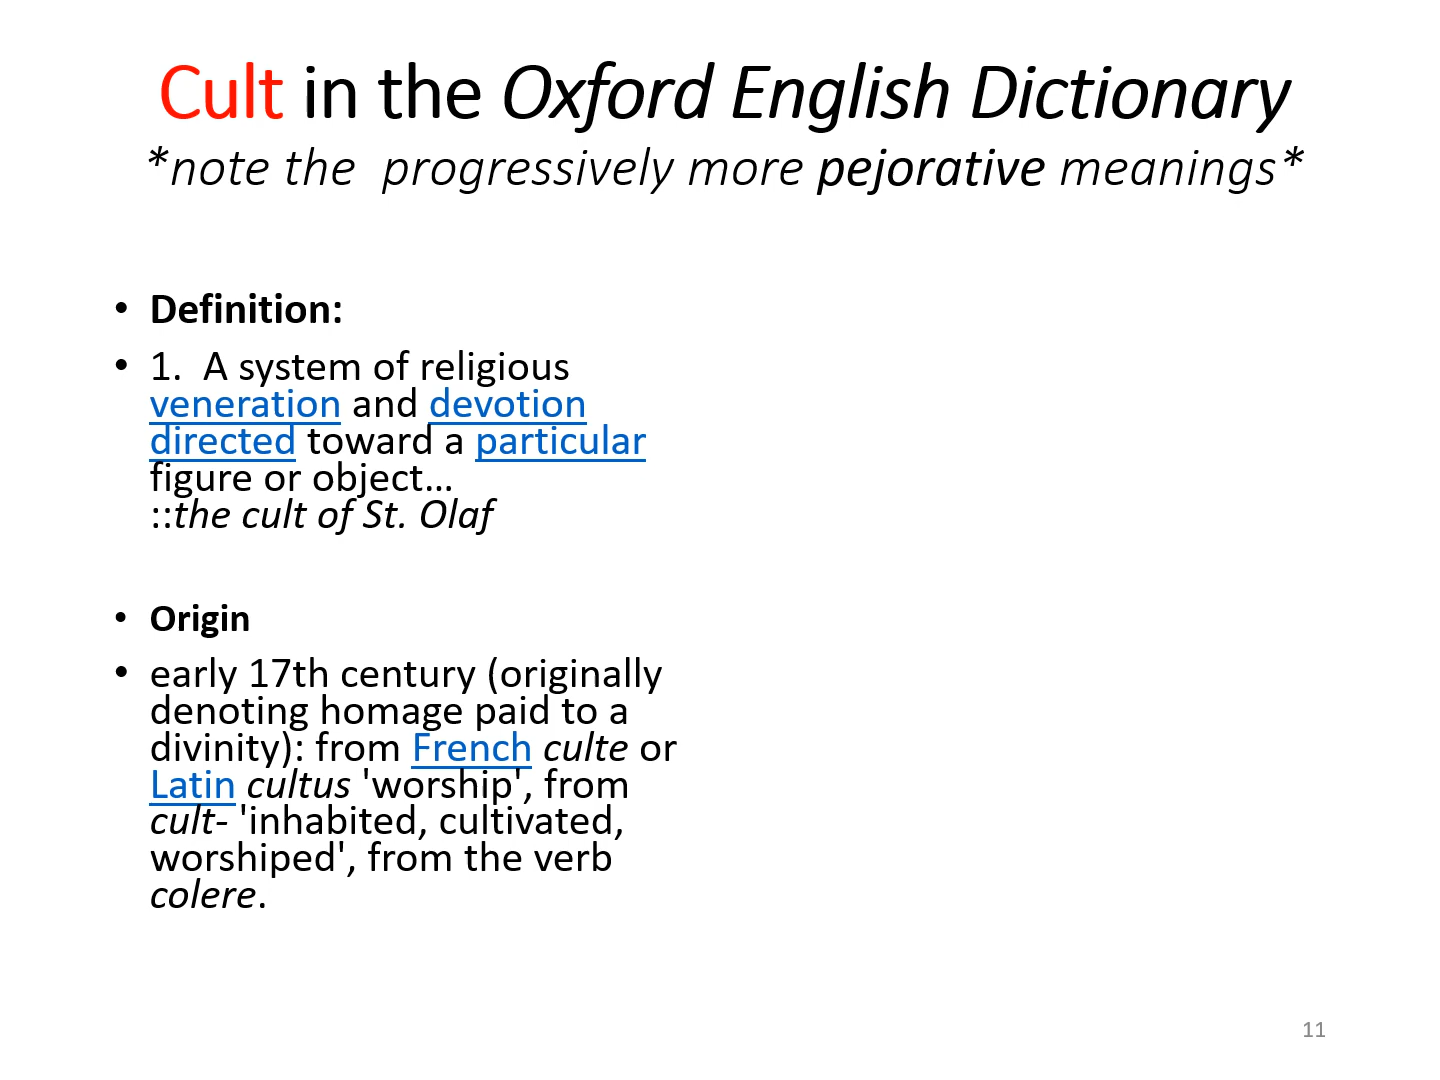 Cult in the Oxford English Dictionary
*note the  progressively more pejorative meanings*
• Definition:
• 1.  A system of religious
veneration and devotion
directed toward a particular
figure or object…
::the cult of St. Olaf
• Origin
• early 17th century (originally
denoting homage paid to a
divinity): from French culte or
Latin cultus 'worship', from
cult- 'inhabited, cultivated,
worshiped', from the verb
colere.
11